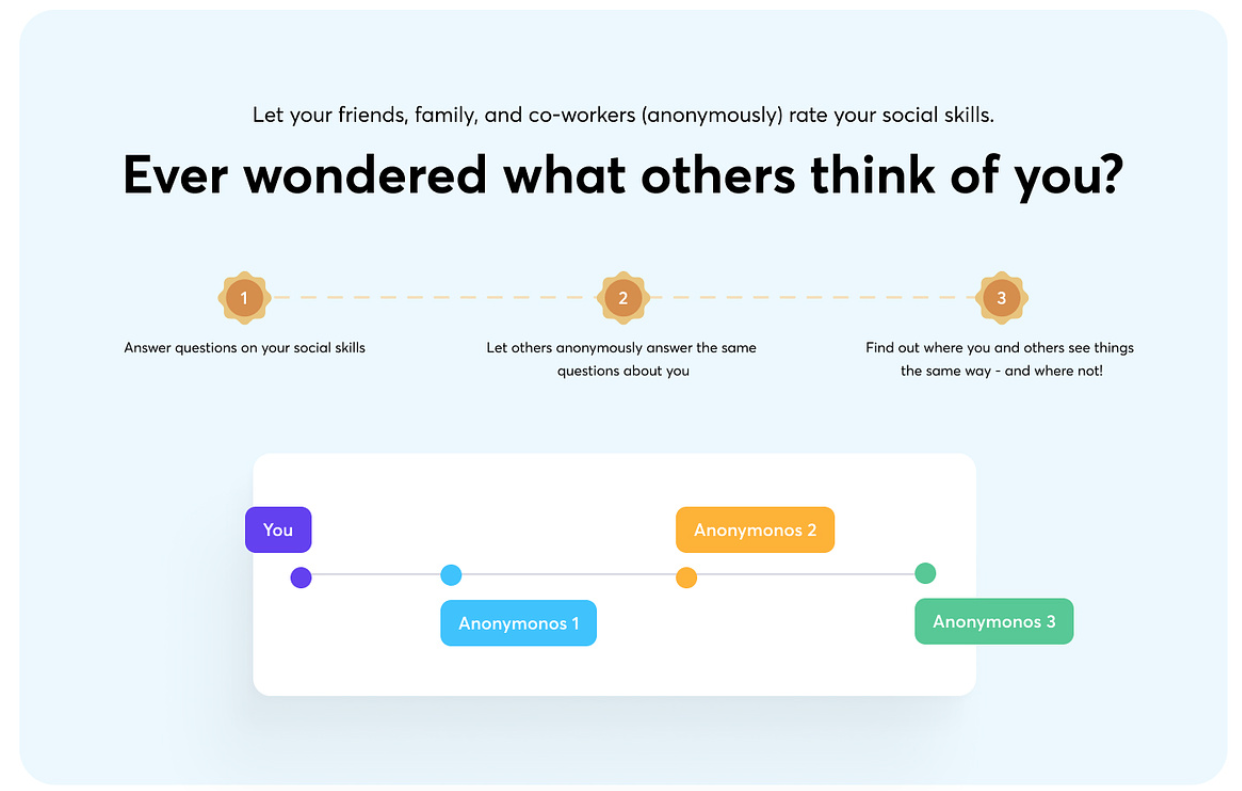 Let your friends, family, and co-workers (anonymously) rate your social skills.
Ever wondered what others think of you?
1
2
3
Answer questions on your social skills
Let others anonymously answer the same
questions about you
Find out where you and others see things
the same way - and where not!
You
Anonymonos 2
Anonymonos 1
Anonymonos 3